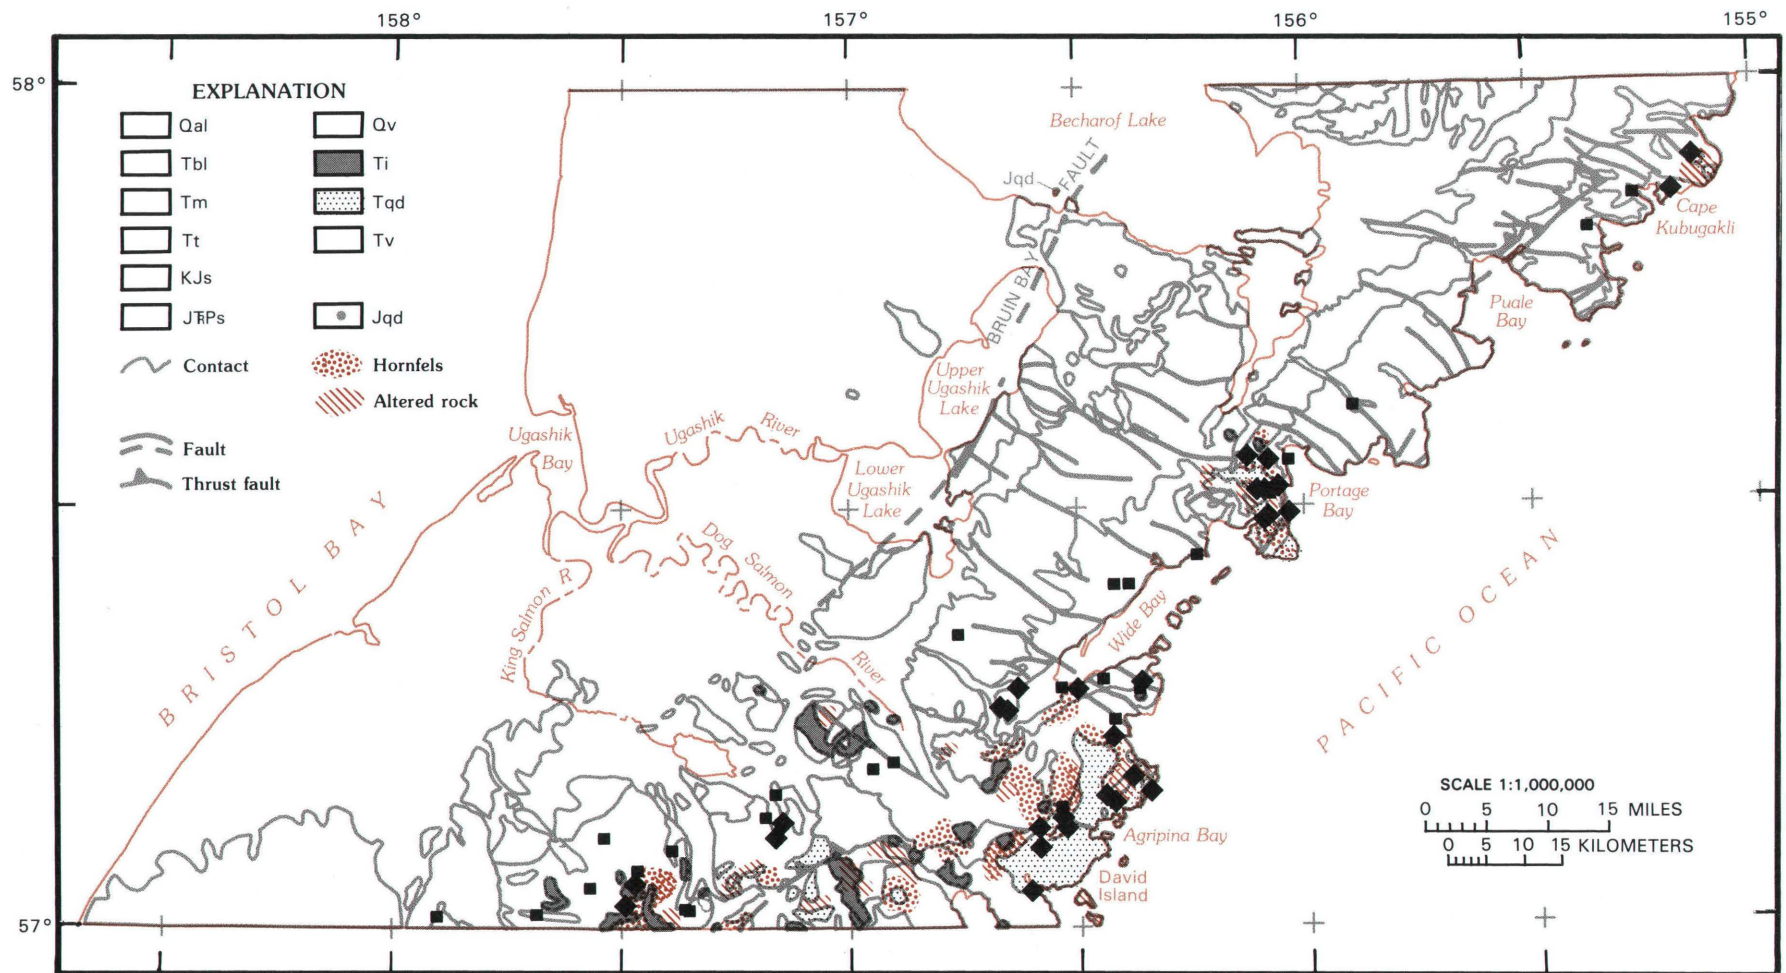 158°
157°
156°
155°
58°
EXPLANATION
Qal
Qv
Tbl
Ti
Tm
Tqd
Tt
Tv
KJs
JTRPs
Jqd
Contact
Hornfels
Altered rock
Fault
Thrust fault
Becharof Lake
Jqd
BRUIN BAY FAULT
Cape
Kubugakli
Puale
Bay
Upper
Ugashik
Lake
Ugashik River
Ugashik
Bay
Lower
Ugashik
Lake
Portage
Bay
BRISTOL BAY
Dog Salmon River
King Salmon R
Wide Bay
PACIFIC OCEAN
SCALE 1:1,000,000
0 5 10 15 MILES
0 5 10 15 KILOMETERS
Agripina Bay
David
Island
57°